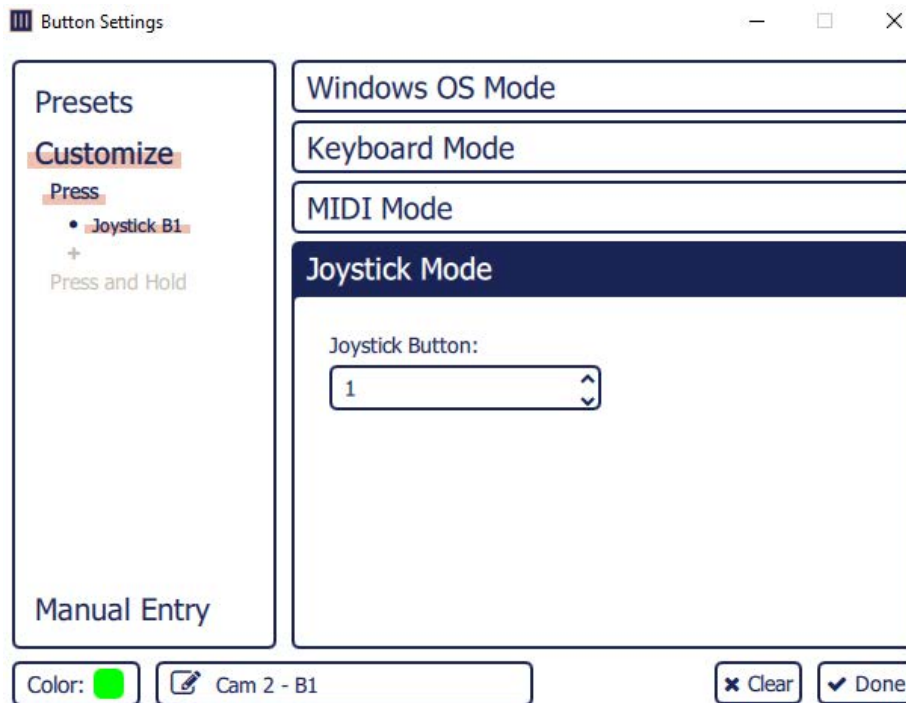 Button Settings
Presets
Customize
Press
• Joystick B1
+
Press and Hold
Manual Entry
Windows OS Mode
Keyboard Mode
MIDI Mode
Joystick Mode
Joystick Button:
1
Color:
Cam 2 - B1
Clear
Done